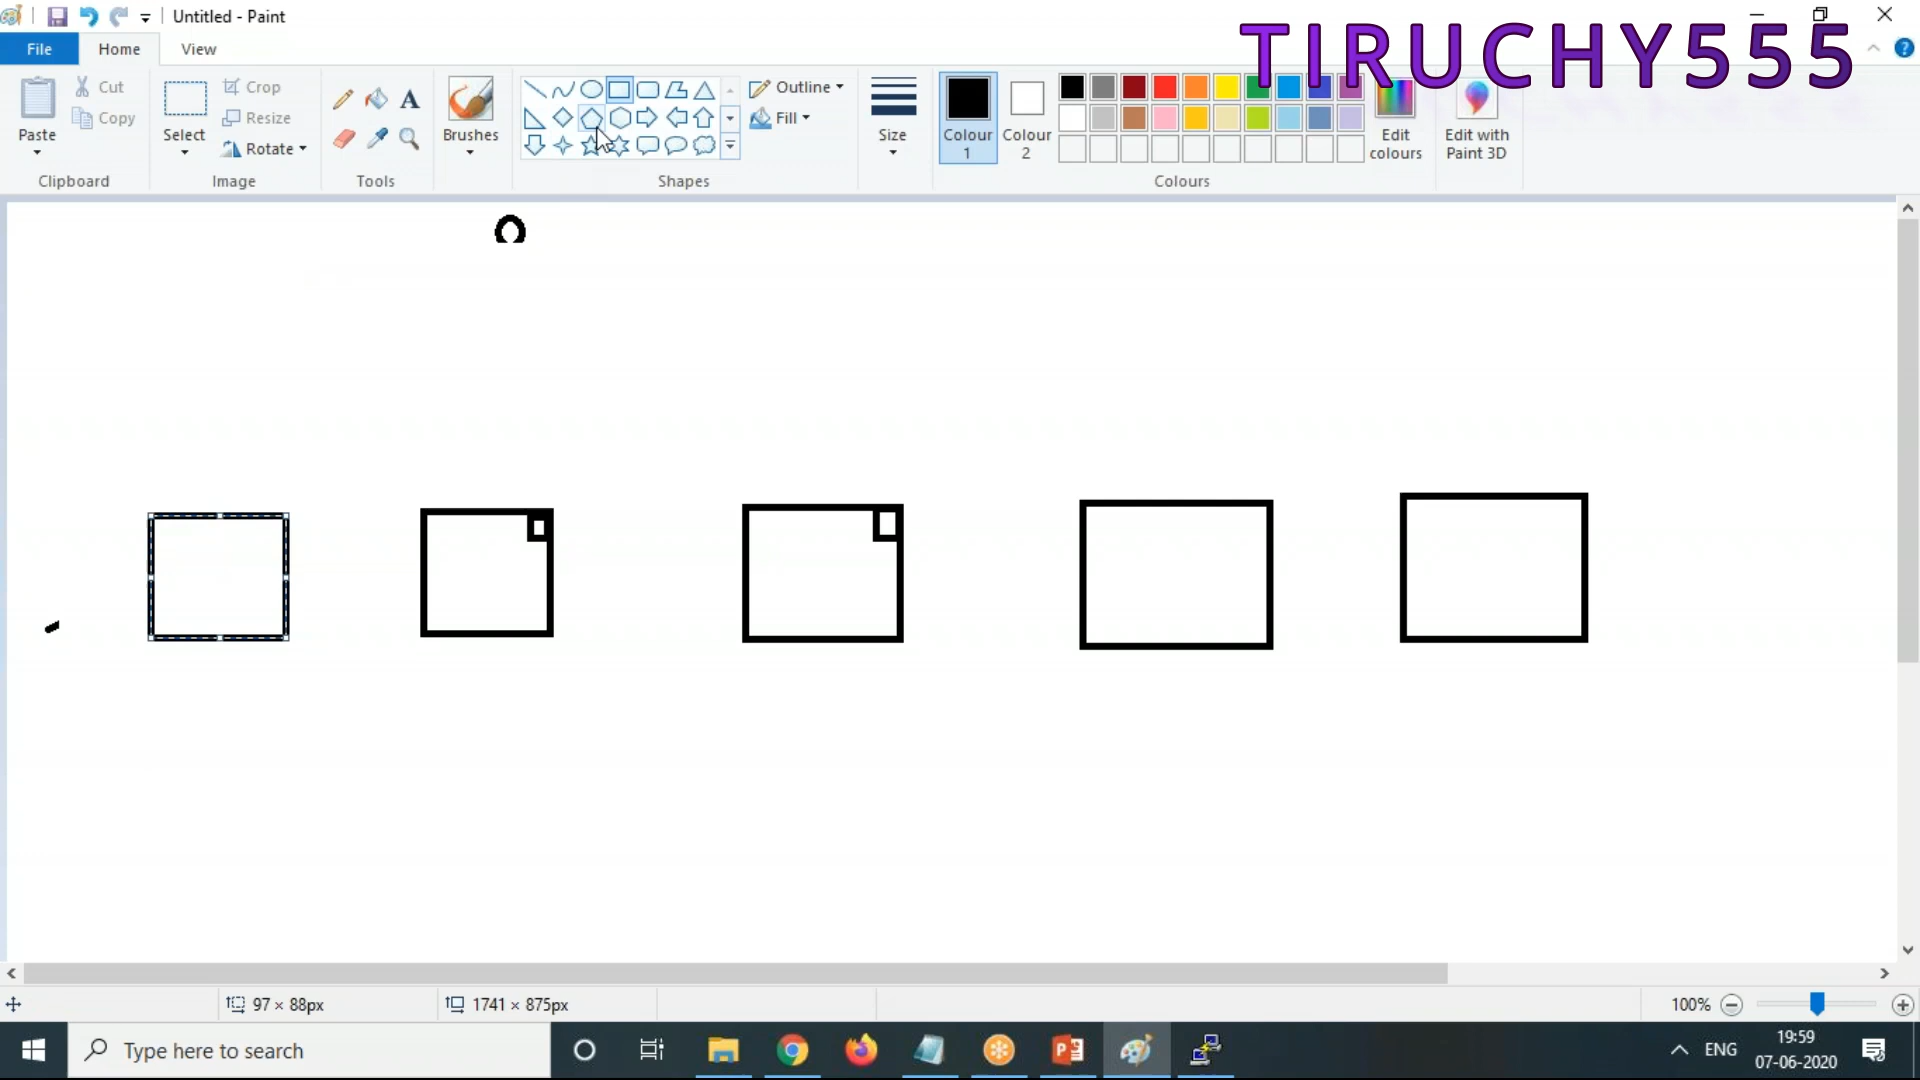 Untitled - Paint
TIRUCHY555
File
Home
View
Paste
Cut
Copy
Clipboard
Select
Crop
Resize
Rotate
Image
A
Tools
Brushes
Outline
Fill
Shapes
Size
Colour 1
Colour 2
Edit colours
Edit with Paint 3D
Colours
97 × 88px
1741 × 875px
100%
Type here to search
ENG
19:59
07-06-2020